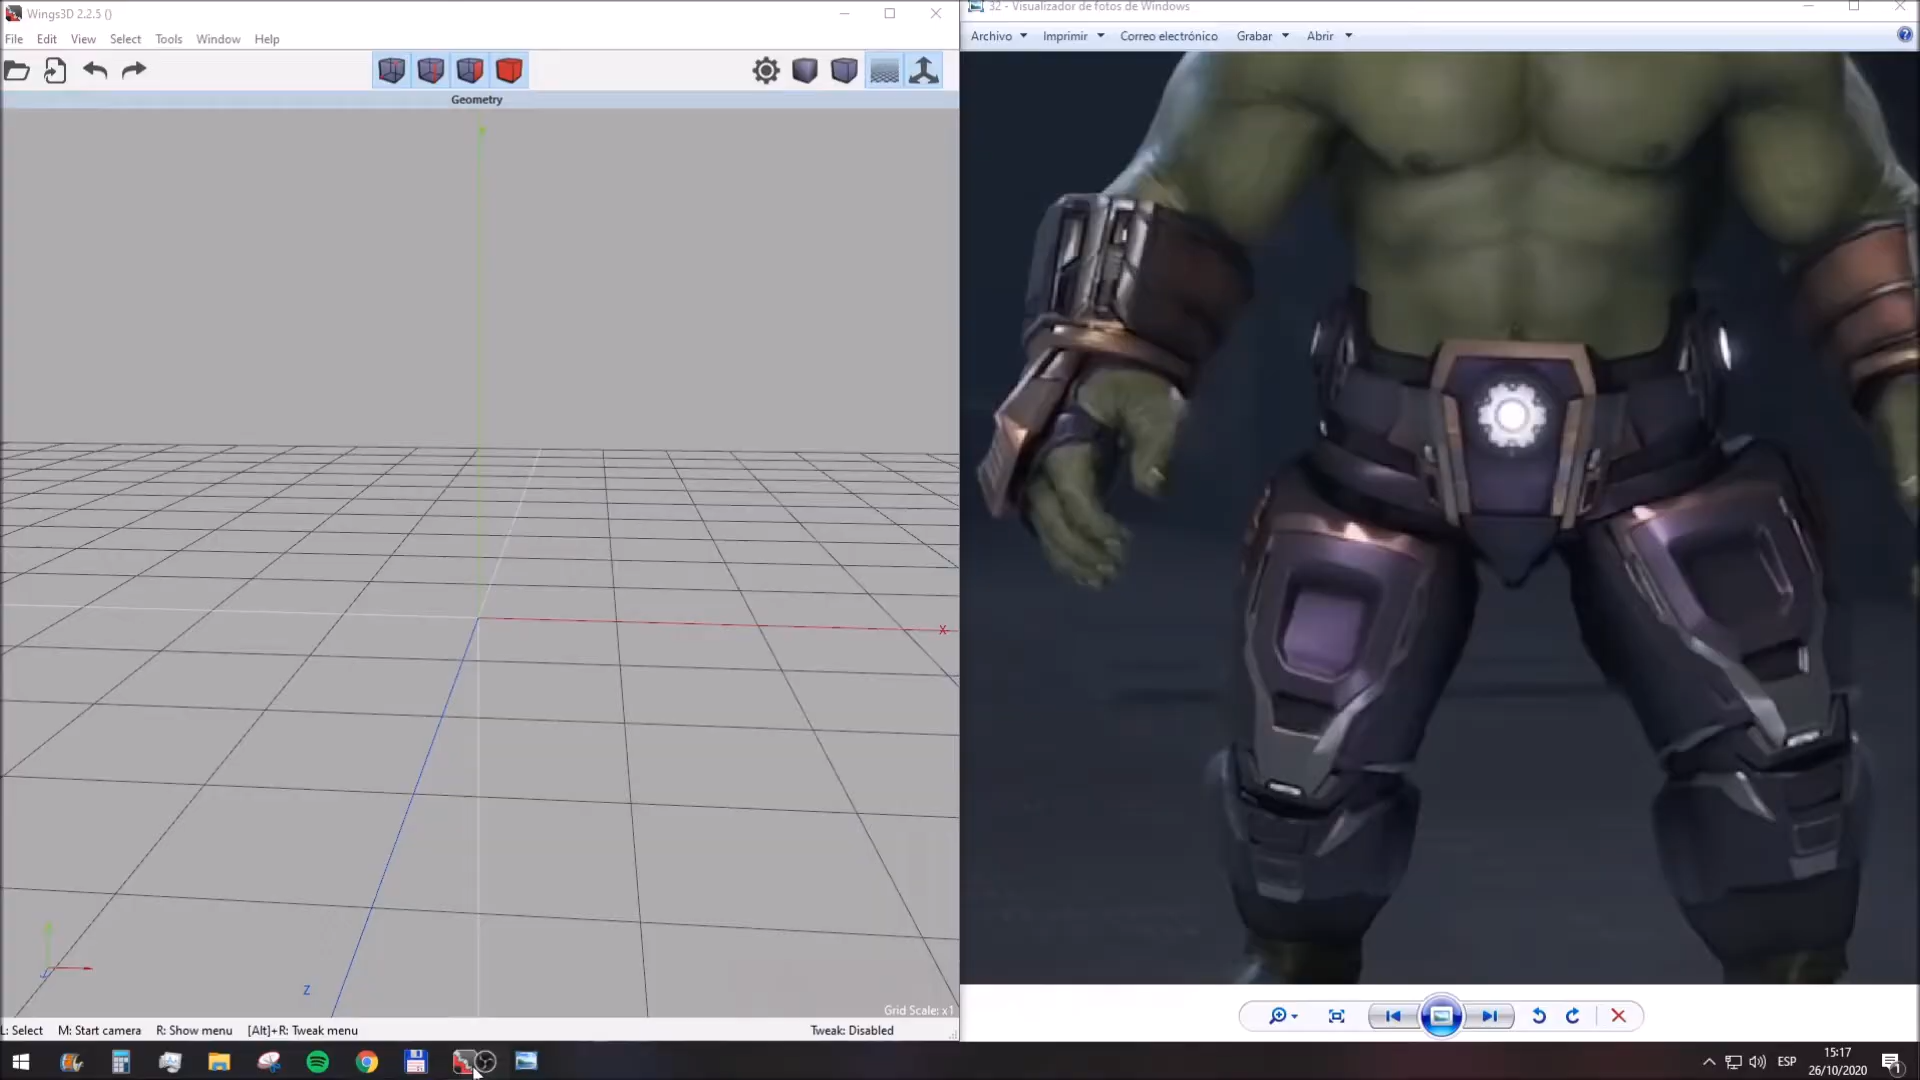 Wings3D 2.2.5 ()
File Edit View Select Tools Window Help
Geometry
X
Z
Grid Scale: x1
L: Select M: Start camera R: Show menu [Alt]+R: Tweak menu Tweak: Disabled
32 - Visualizador de fotos de Windows
Archivo Imprimir Correo electrónico Grabar Abrir
ESP
15:17
26/10/2020
1